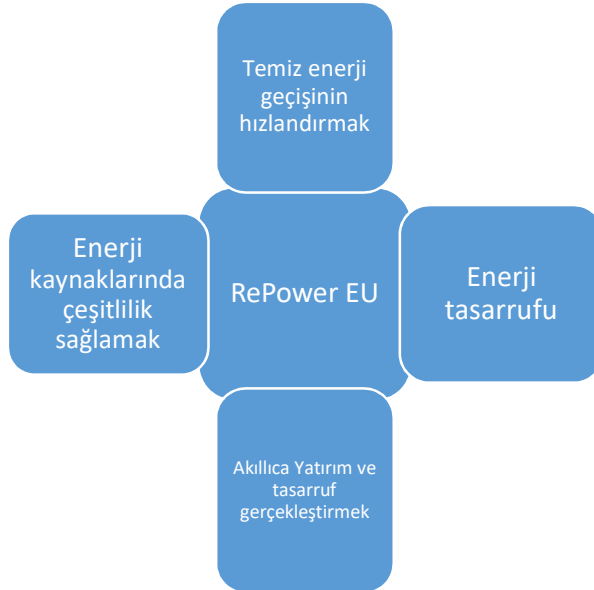 Temiz enerji
geçişinin
hızlandırmak
Enerji
kaynaklarında
çeşitlilik
sağlamak
RePower EU
Enerji
tasarrufu
Akıllıca Yatırım ve
tasarruf
gerçekleştirmek